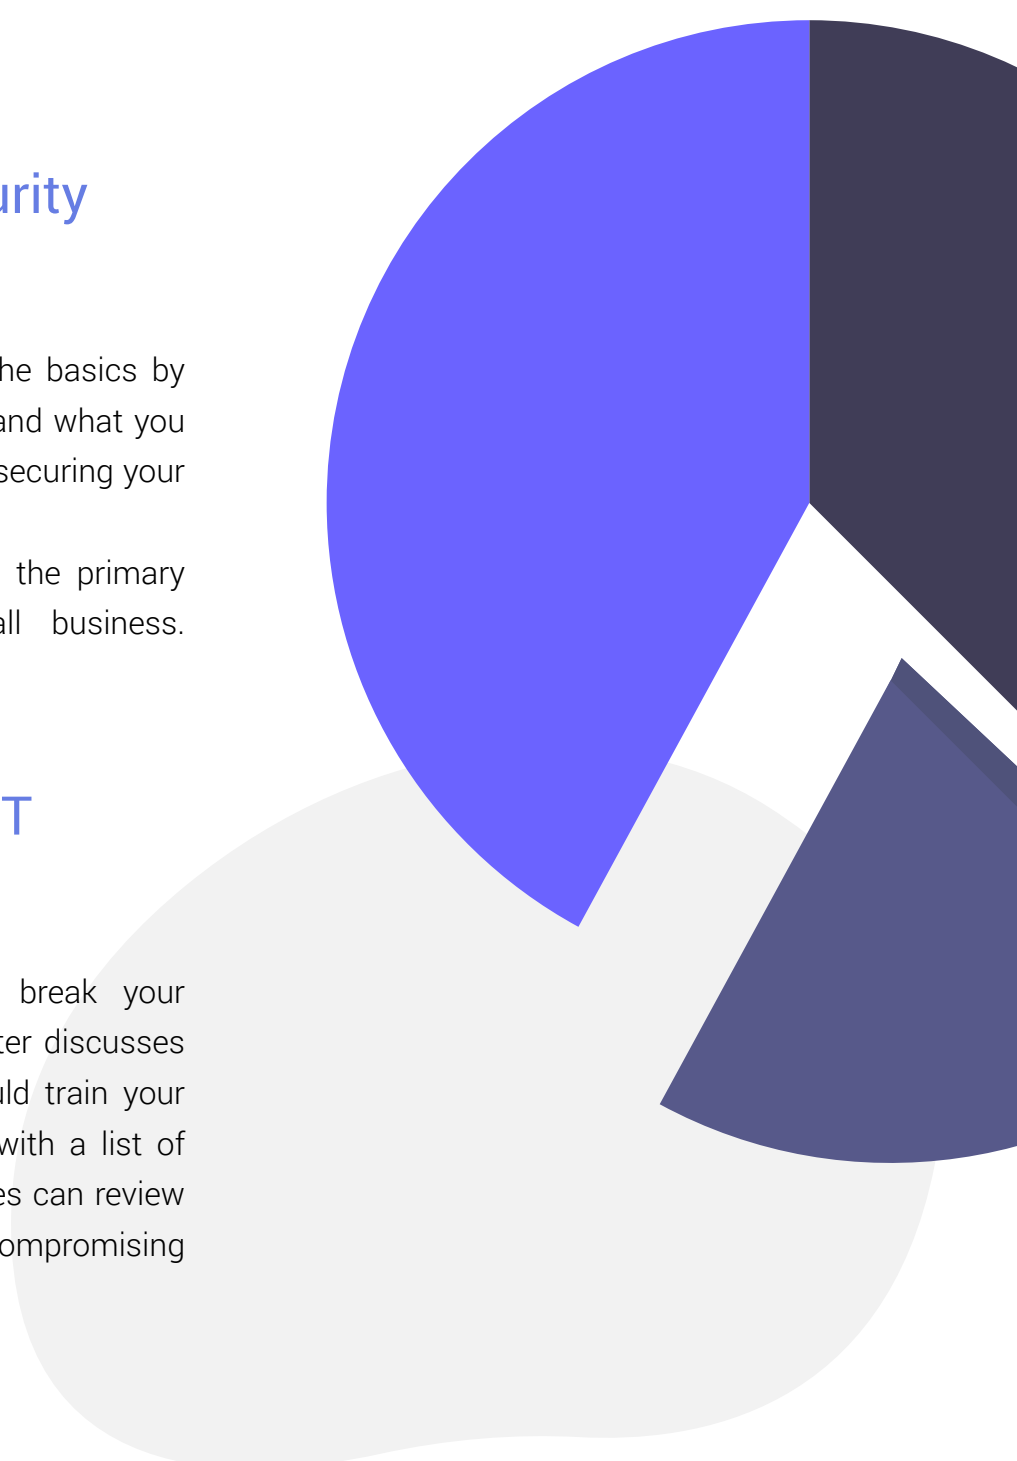 urity
he basics by
and what you
securing your
the primary
all business.
T
break your
ter discusses
uld train your
with a list of
es can review
ompromising